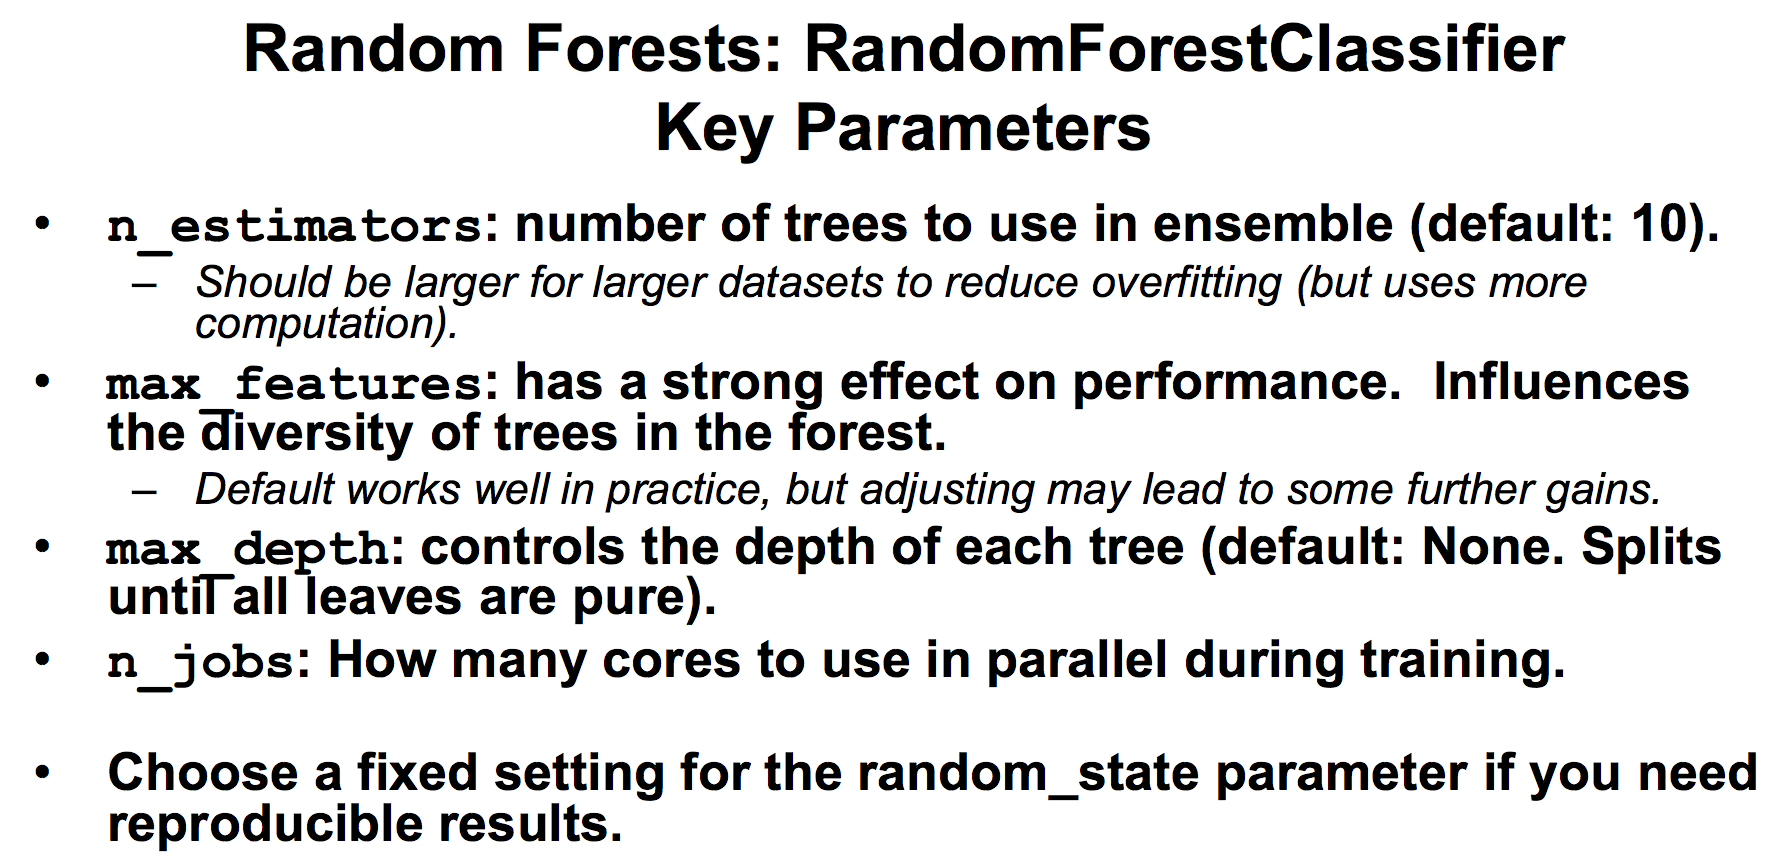 Random Forests: RandomForestClassifier
Key Parameters
• n_estimators: number of trees to use in ensemble (default: 10).
– Should be larger for larger datasets to reduce overfitting (but uses more
computation).
• max_features: has a strong effect on performance.  Influences
the diversity of trees in the forest.
– Default works well in practice, but adjusting may lead to some further gains.
• max_depth: controls the depth of each tree (default: None. Splits
until all leaves are pure).
• n_jobs: How many cores to use in parallel during training.
• Choose a fixed setting for the random_state parameter if you need
reproducible results.